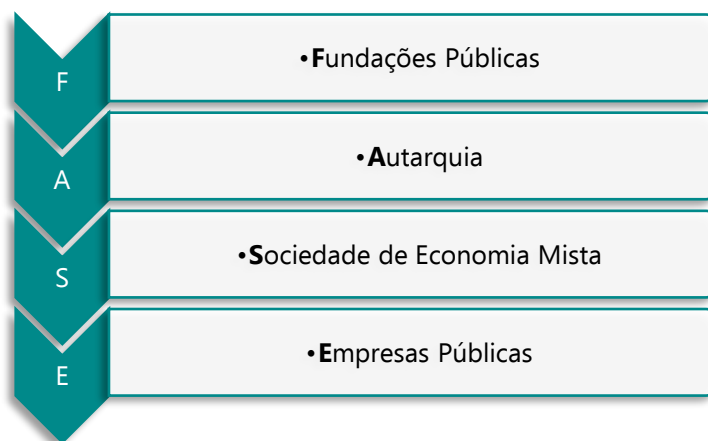 F
•Fundações Públicas
A
•Autarquia
S
•Sociedade de Economia Mista
E
•Empresas Públicas